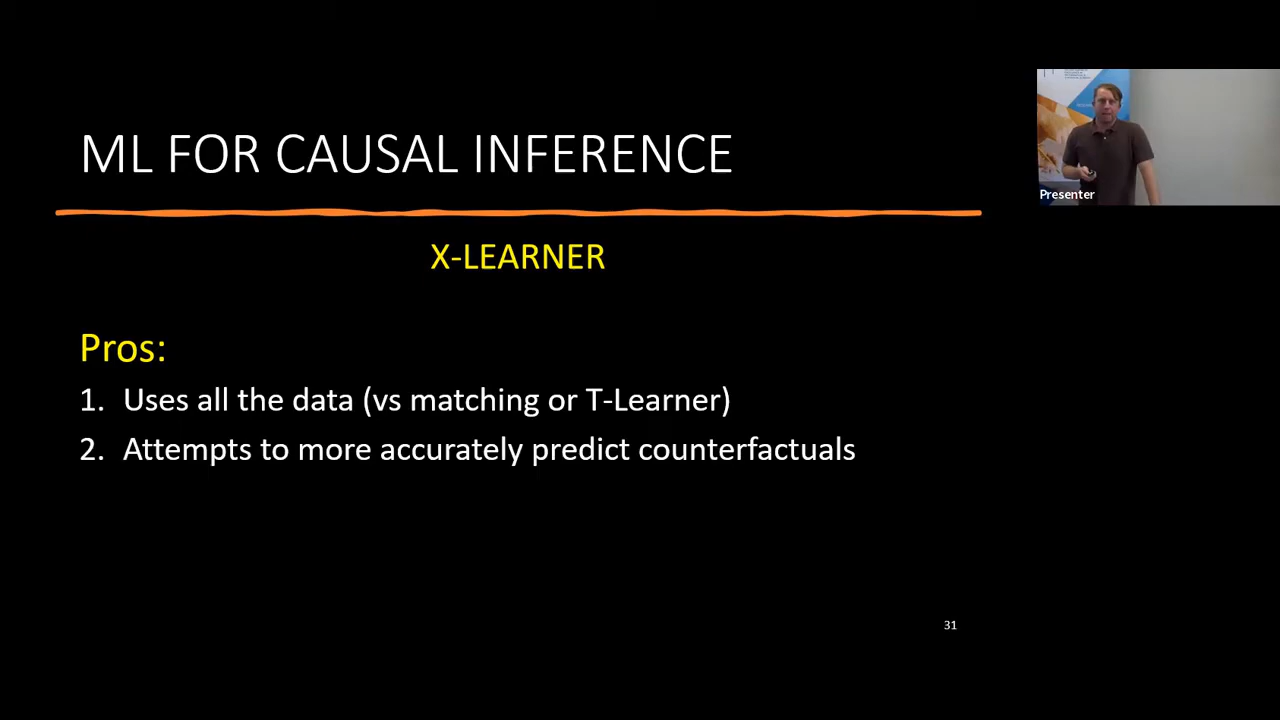 ML FOR CAUSAL INFERENCE
X-LEARNER
Pros:
1. Uses all the data (vs matching or T-Learner)
2. Attempts to more accurately predict counterfactuals
31
Presenter